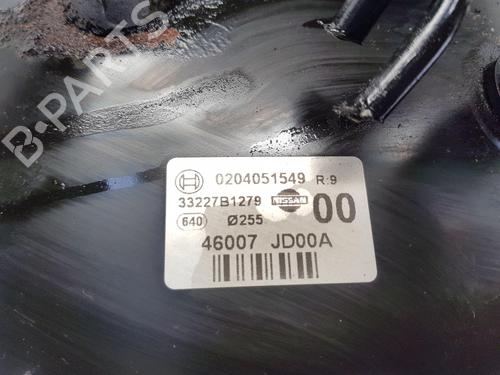 B-PARTS
0204051549 R:9
33227B1279 NISSAN 00
640 Ø255
46007 JD00A